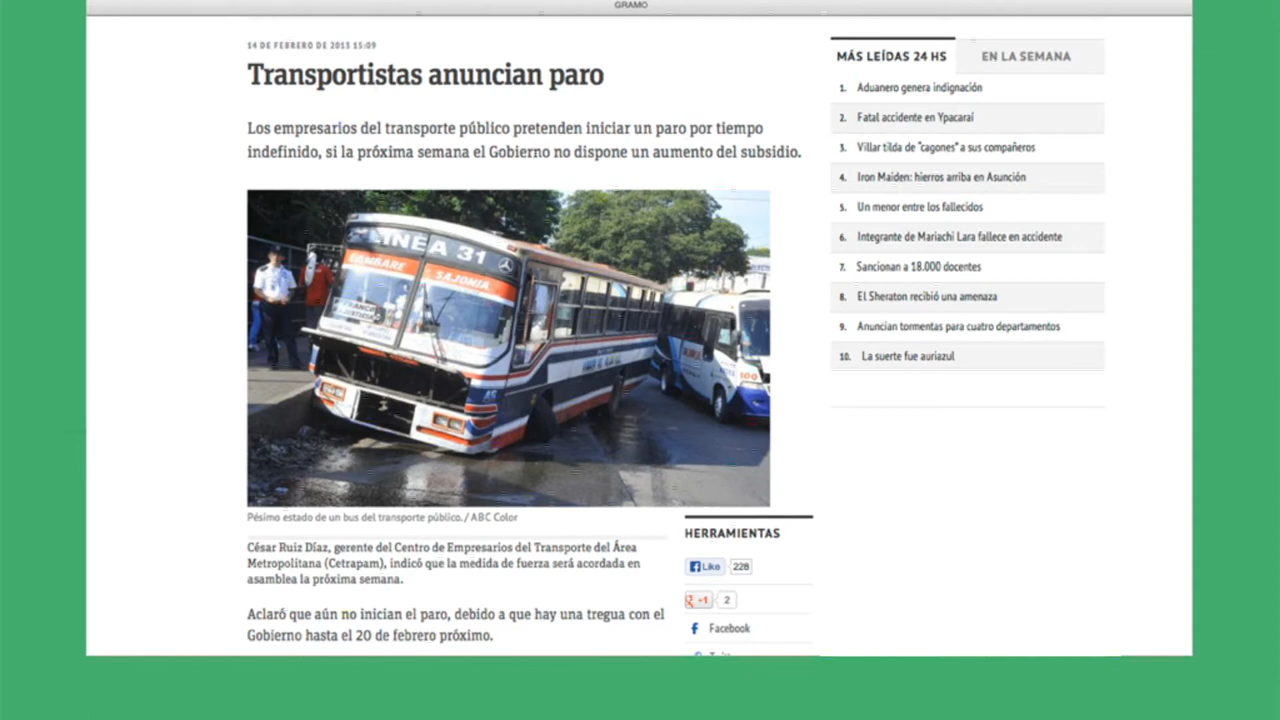 GRAMO
14 DE FEBRERO DE 2013 15:09
Transportistas anuncian paro
Los empresarios del transporte público pretenden iniciar un paro por tiempo
indefinido, si la próxima semana el Gobierno no dispone un aumento del subsidio.
LINEA 31
LAMBARE
SAJONIA
FRANCO
45
100
Pésimo estado de un bus del transporte público. / ABC Color
César Ruiz Díaz, gerente del Centro de Empresarios del Transporte del Área
Metropolitana (Cetrapam), indicó que la medida de fuerza será acordada en
asamblea la próxima semana.
Aclaró que aún no inician el paro, debido a que hay una tregua con el
Gobierno hasta el 20 de febrero próximo.
HERRAMIENTAS
Like 228
+1 2
Facebook
MÁS LEÍDAS 24 HS
EN LA SEMANA
1. Aduanero genera indignación
2. Fatal accidente en Ypacaraí
3. Villar tilda de "cagones" a sus compañeros
4. Iron Maiden: hierros arriba en Asunción
5. Un menor entre los fallecidos
6. Integrante de Mariachi Lara fallece en accidente
7. Sancionan a 18.000 docentes
8. El Sheraton recibió una amenaza
9. Anuncian tormentas para cuatro departamentos
10. La suerte fue auriazul